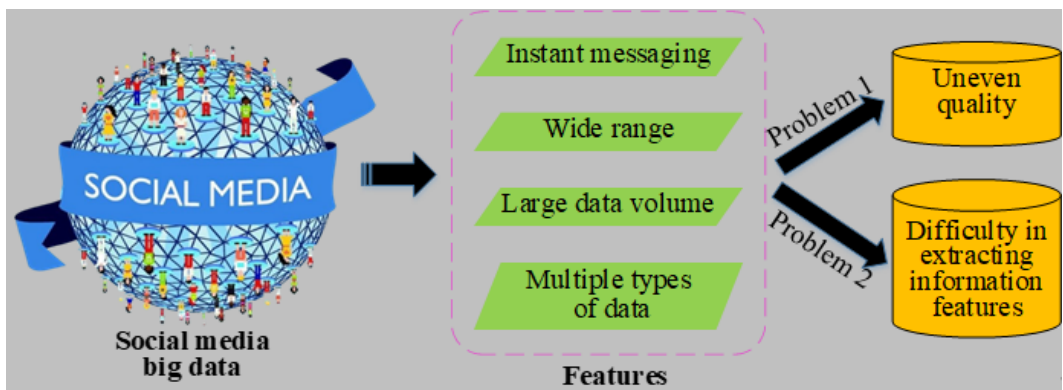 SOCIAL MEDIA
Social media
big data
Instant messaging
Wide range
Large data volume
Multiple types
of data
Features
Problem 1
Problem 2
Uneven
quality
Difficulty in
extracting
information
features